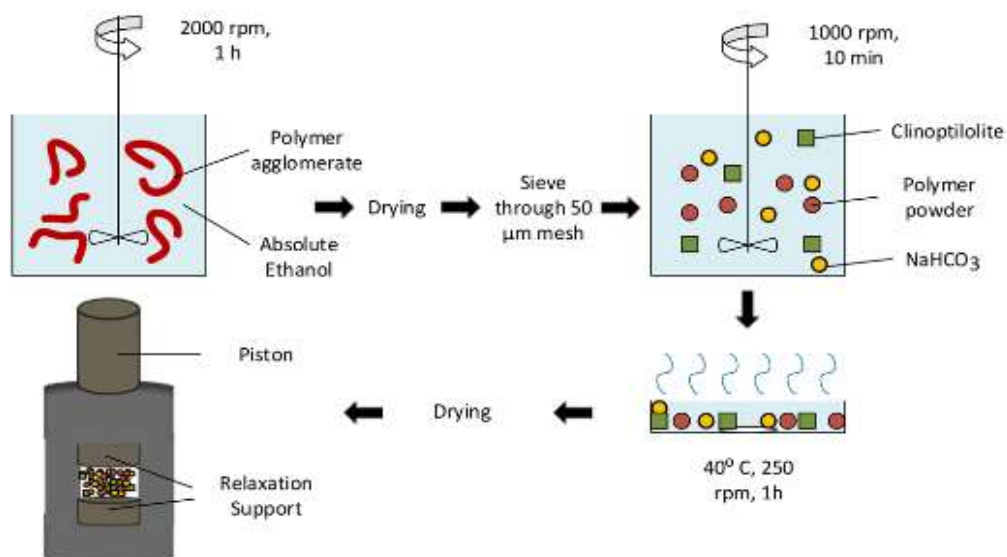 2000 rpm,
1 h
Polymer
agglomerate
Absolute
Ethanol
Drying
Sieve
through 50
µm mesh
1000 rpm,
10 min
Clinoptilolite
Polymer
powder
NaHCO₃
40⁰ C, 250
rpm, 1h
Drying
Piston
Relaxation
Support